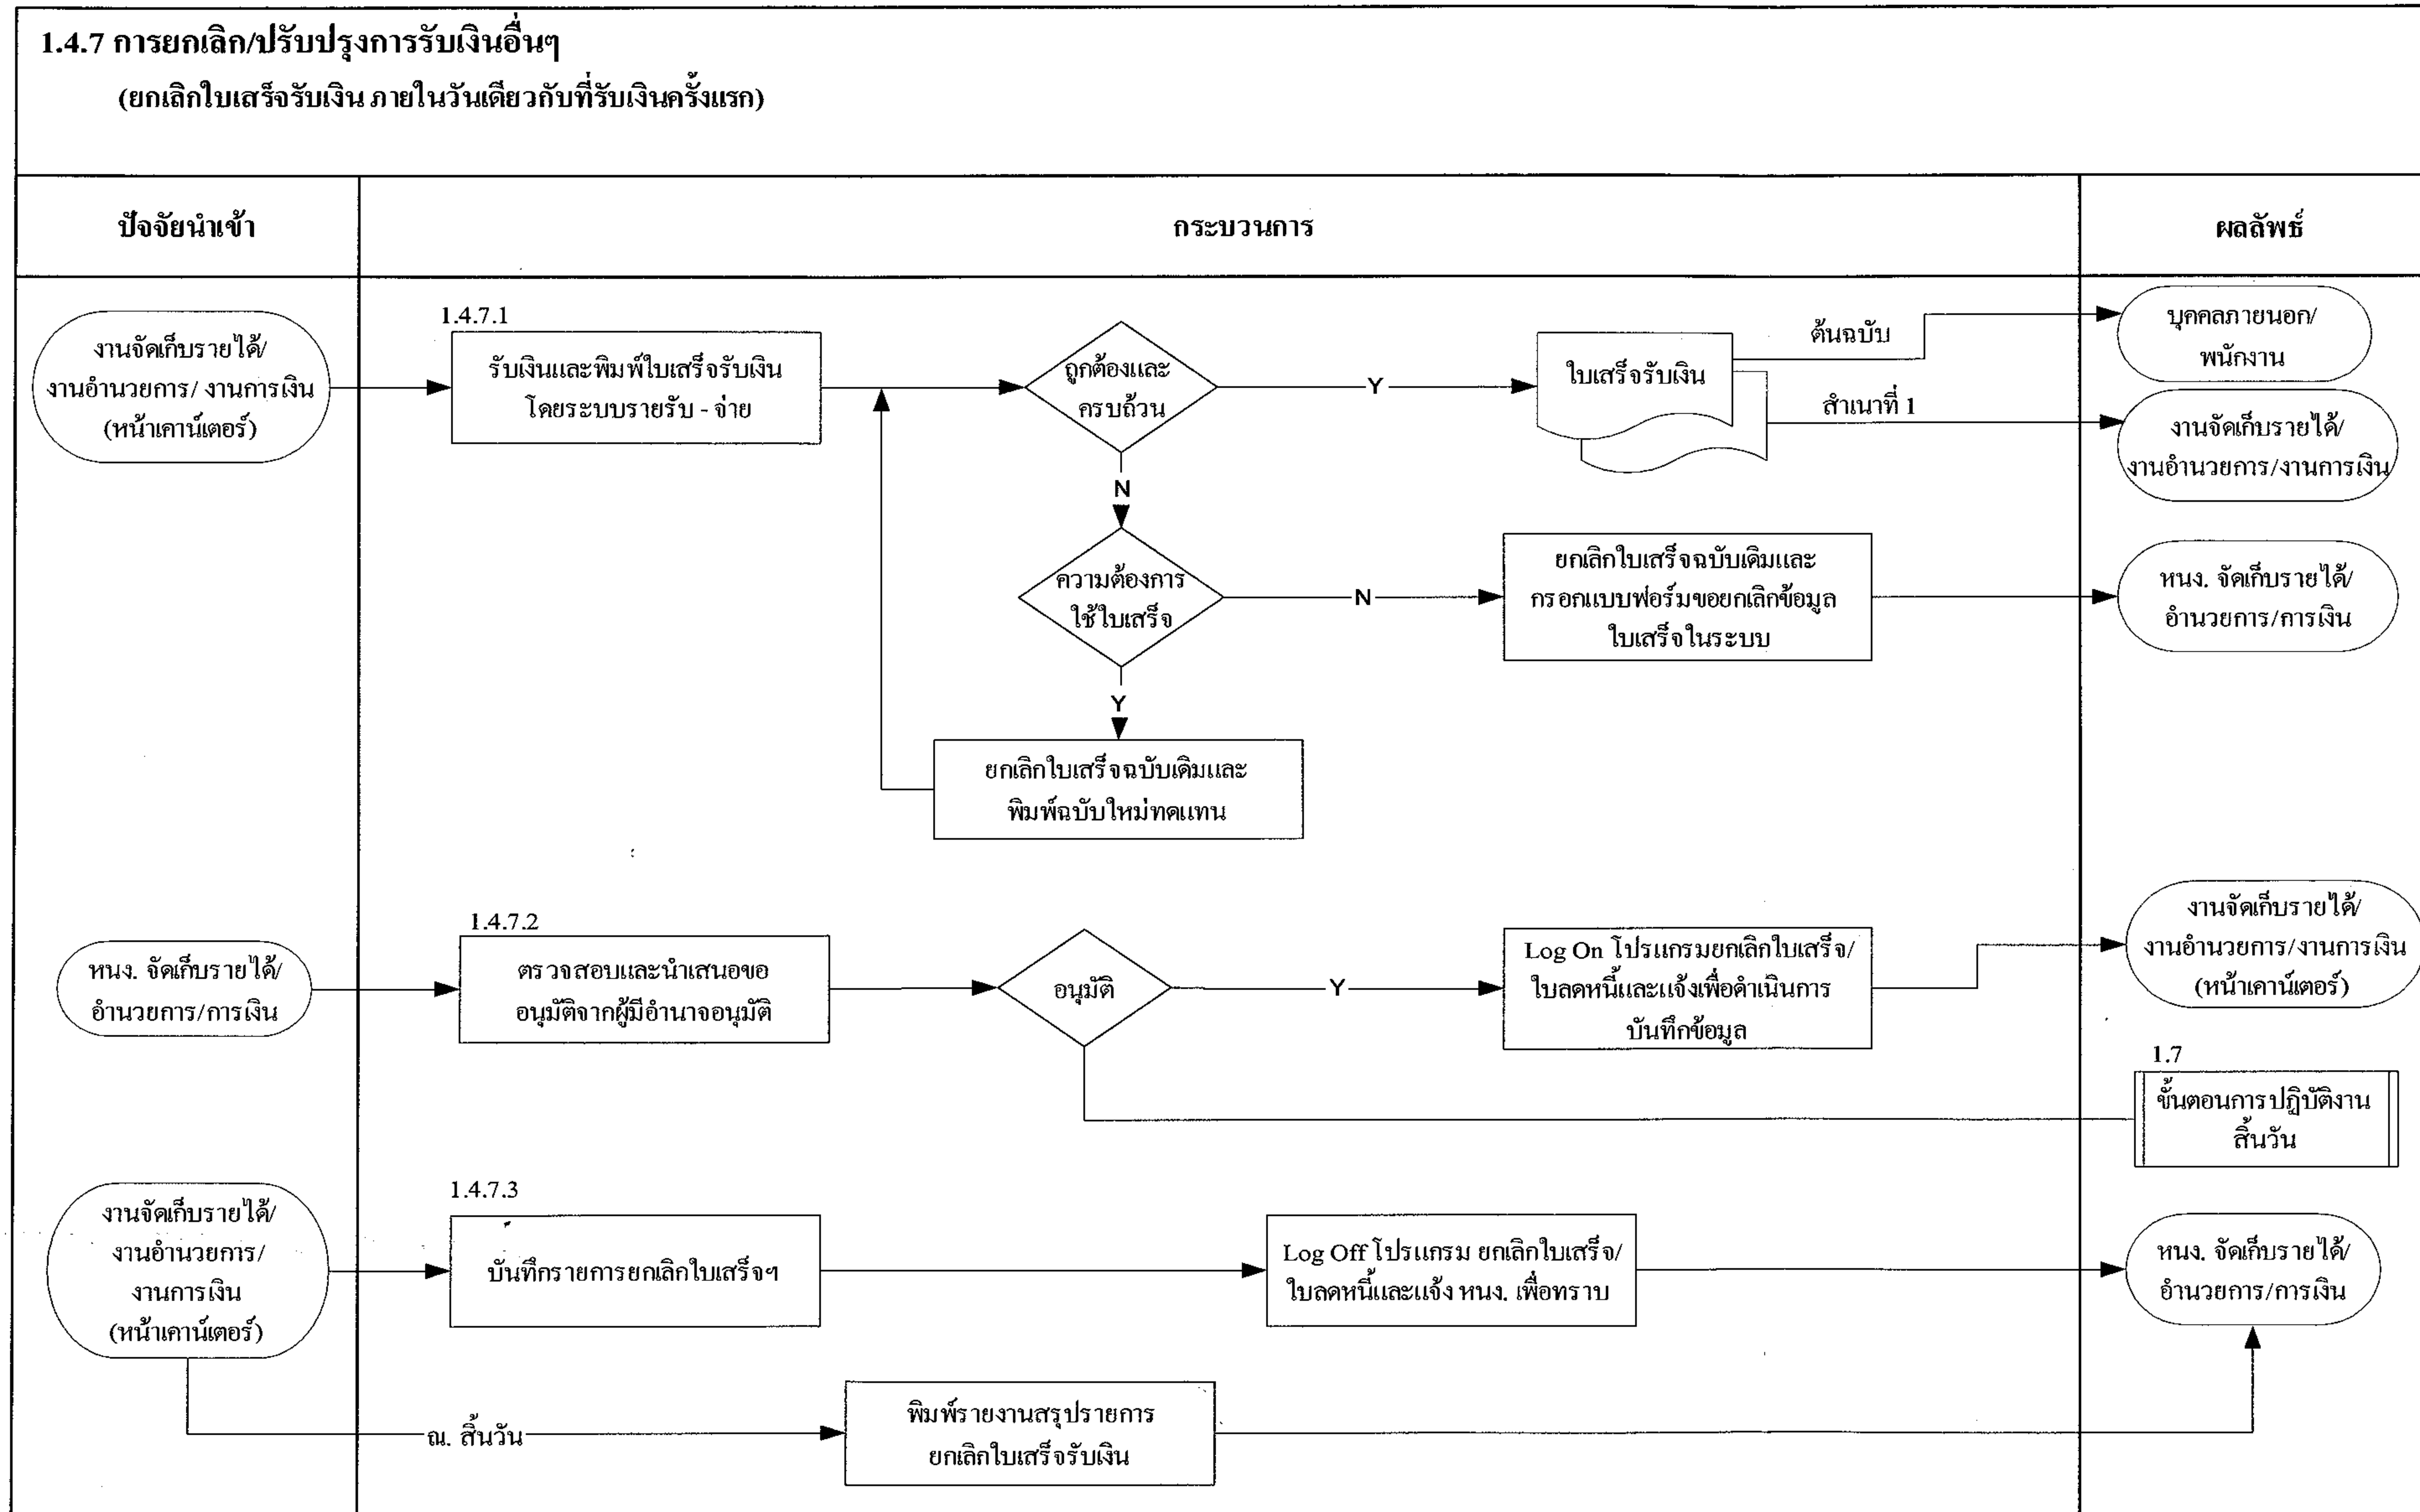 1.4.7 การยกเลิก/ปรับปรุงการรับเงินอื่นๆ
(ยกเลิกใบเสร็จรับเงิน ภายในวันเดียวกับที่รับเงินครั้งแรก)
ปัจจัยนำเข้า
กระบวนการ
ผลลัพธ์
งานจัดเก็บรายได้/
งานอำนวยการ/ งานการเงิน
(หน้าเคาน์เตอร์)
1.4.7.1
รับเงินและพิมพ์ใบเสร็จรับเงิน
โดยระบบรายรับ - จ่าย
ถูกต้องและ
ครบถ้วน
Y
ใบเสร็จรับเงิน
ต้นฉบับ
สำเนาที่ 1
บุคคลภายนอก/
พนักงาน
งานจัดเก็บรายได้/
งานอำนวยการ/งานการเงิน
N
ความต้องการ
ใช้ใบเสร็จ
N
ยกเลิกใบเสร็จฉบับเดิมและ
กรอกแบบฟอร์มขอยกเลิกข้อมูล
ใบเสร็จในระบบ
หนง. จัดเก็บรายได้/
อำนวยการ/การเงิน
Y
ยกเลิกใบเสร็จฉบับเดิมและ
พิมพ์ฉบับใหม่ทดแทน
หนง. จัดเก็บรายได้/
อำนวยการ/การเงิน
1.4.7.2
ตรวจสอบและนำเสนอขอ
อนุมัติจากผู้มีอำนาจอนุมัติ
อนุมัติ
Y
Log On โปรแกรมยกเลิกใบเสร็จ/
ใบลดหนี้และแจ้งเพื่อดำเนินการ
บันทึกข้อมูล
งานจัดเก็บรายได้/
งานอำนวยการ/งานการเงิน
(หน้าเคาน์เตอร์)
1.7
ขั้นตอนการปฏิบัติงาน
สิ้นวัน
งานจัดเก็บรายได้/
งานอำนวยการ/
งานการเงิน
(หน้าเคาน์เตอร์)
1.4.7.3
บันทึกรายการยกเลิกใบเสร็จฯ
Log Off โปรแกรม ยกเลิกใบเสร็จ/
ใบลดหนี้และแจ้ง หนง. เพื่อทราบ
หนง. จัดเก็บรายได้/
อำนวยการ/การเงิน
ณ. สิ้นวัน
พิมพ์รายงานสรุปรายการ
ยกเลิกใบเสร็จรับเงิน